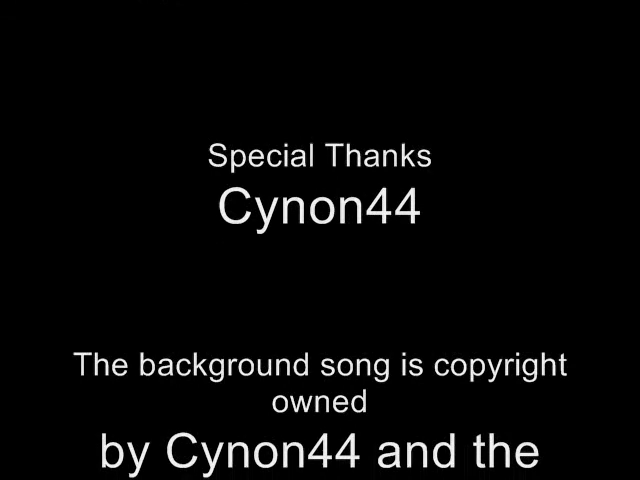 Special Thanks
Cynon44
The background song is copyright
owned
by Cynon44 and the